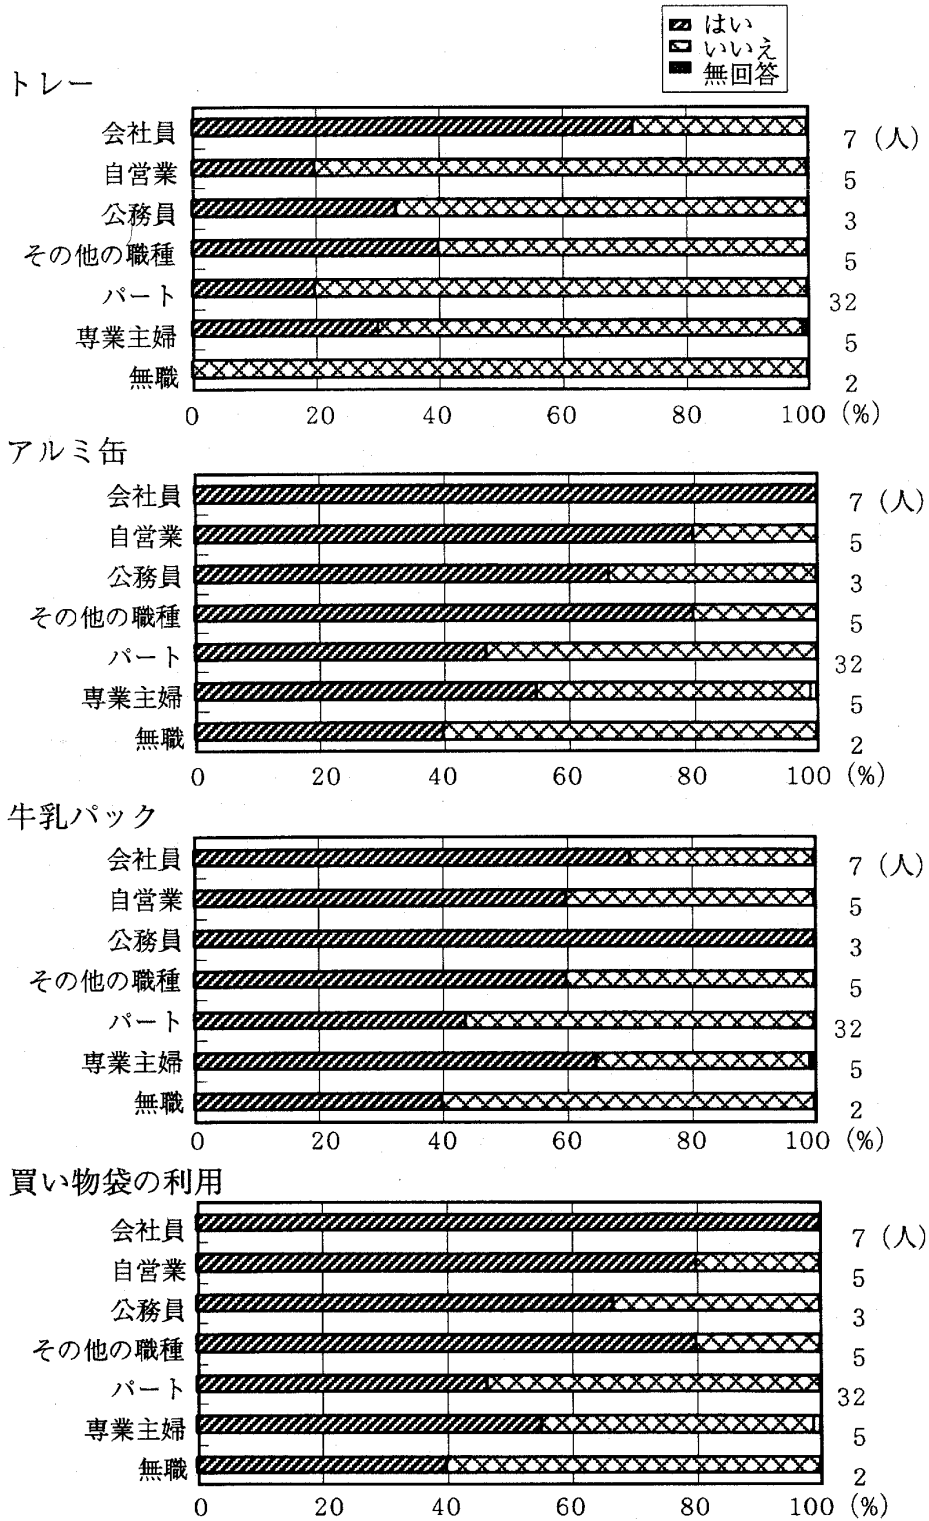 はい
いいえ
無回答
トレー
会社員 7 (人)
自営業 5
公務員 3
その他の職種 5
パート 32
専業主婦 5
無職 2
0 20 40 60 80 100 (%)
アルミ缶
会社員 7 (人)
自営業 5
公務員 3
その他の職種 5
パート 32
専業主婦 5
無職 2
0 20 40 60 80 100 (%)
牛乳パック
会社員 7 (人)
自営業 5
公務員 3
その他の職種 5
パート 32
専業主婦 5
無職 2
0 20 40 60 80 100 (%)
買い物袋の利用
会社員 7 (人)
自営業 5
公務員 3
その他の職種 5
パート 32
専業主婦 5
無職 2
0 20 40 60 80 100 (%)